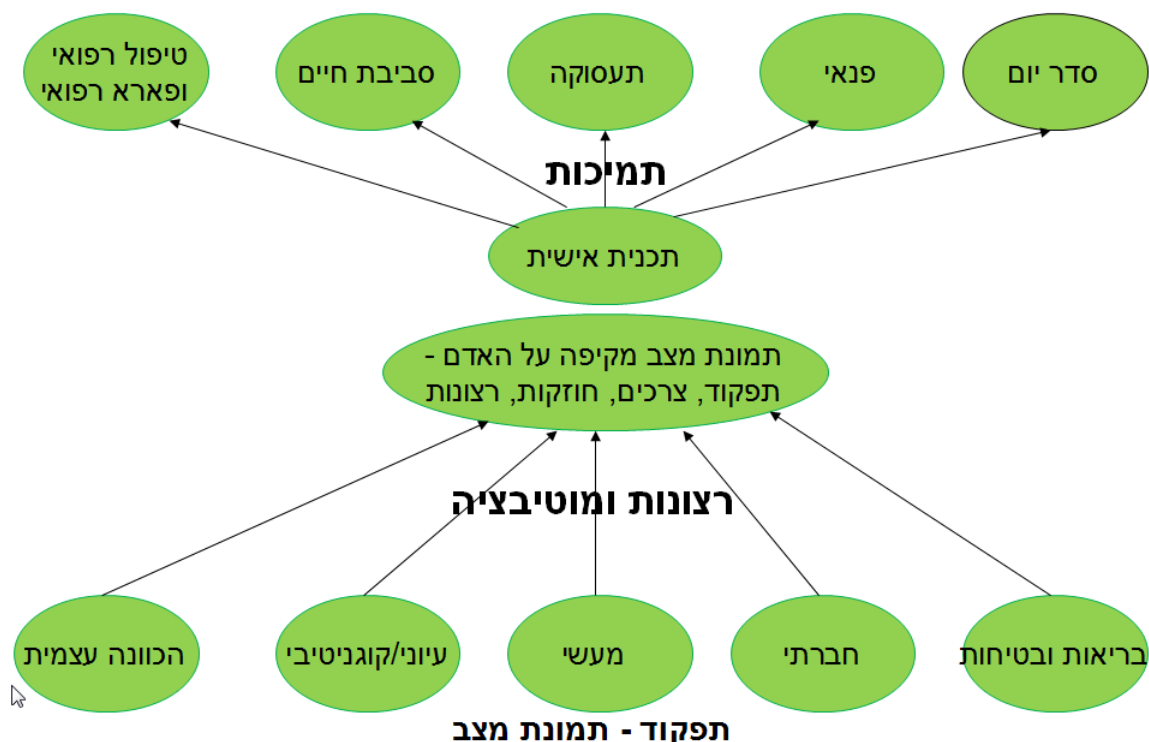 סדר יום
פנאי
תעסוקה
סביבת חיים
טיפול רפואי
ופארא רפואי
תמיכות
תכנית אישית
תמונת מצב מקיפה על האדם -
תפקוד, צרכים, חוזקות, רצונות
רצונות ומוטיבציה
בריאות ובטיחות
חברתי
מעשי
עיוני/קוגניטיבי
הכוונה עצמית
תפקוד - תמונת מצב